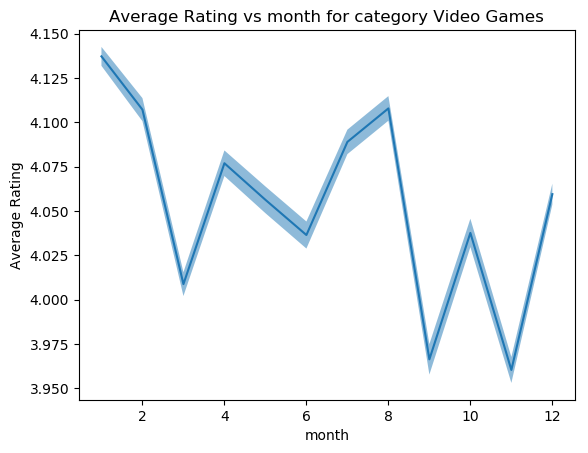 Average Rating vs month for category Video Games
4.150
4.125
4.100
4.075
4.050
4.025
4.000
3.975
3.950
Average Rating
2 4 6 8 10 12
month